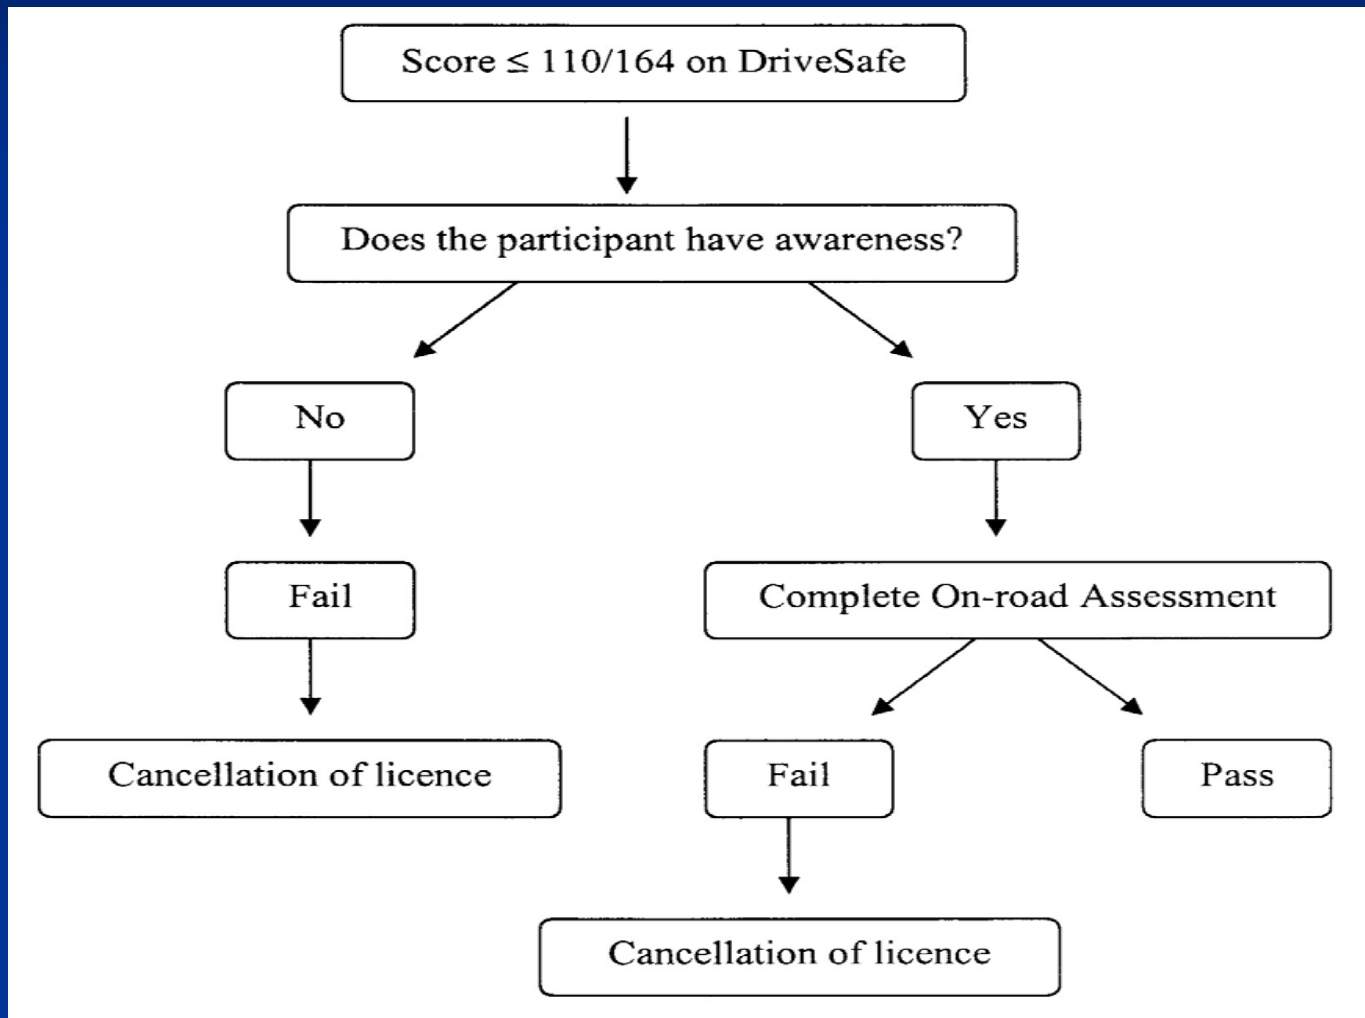 Score ≤ 110/164 on DriveSafe
Does the participant have awareness?
No
Yes
Fail
Complete On-road Assessment
Cancellation of licence
Fail
Pass
Cancellation of licence